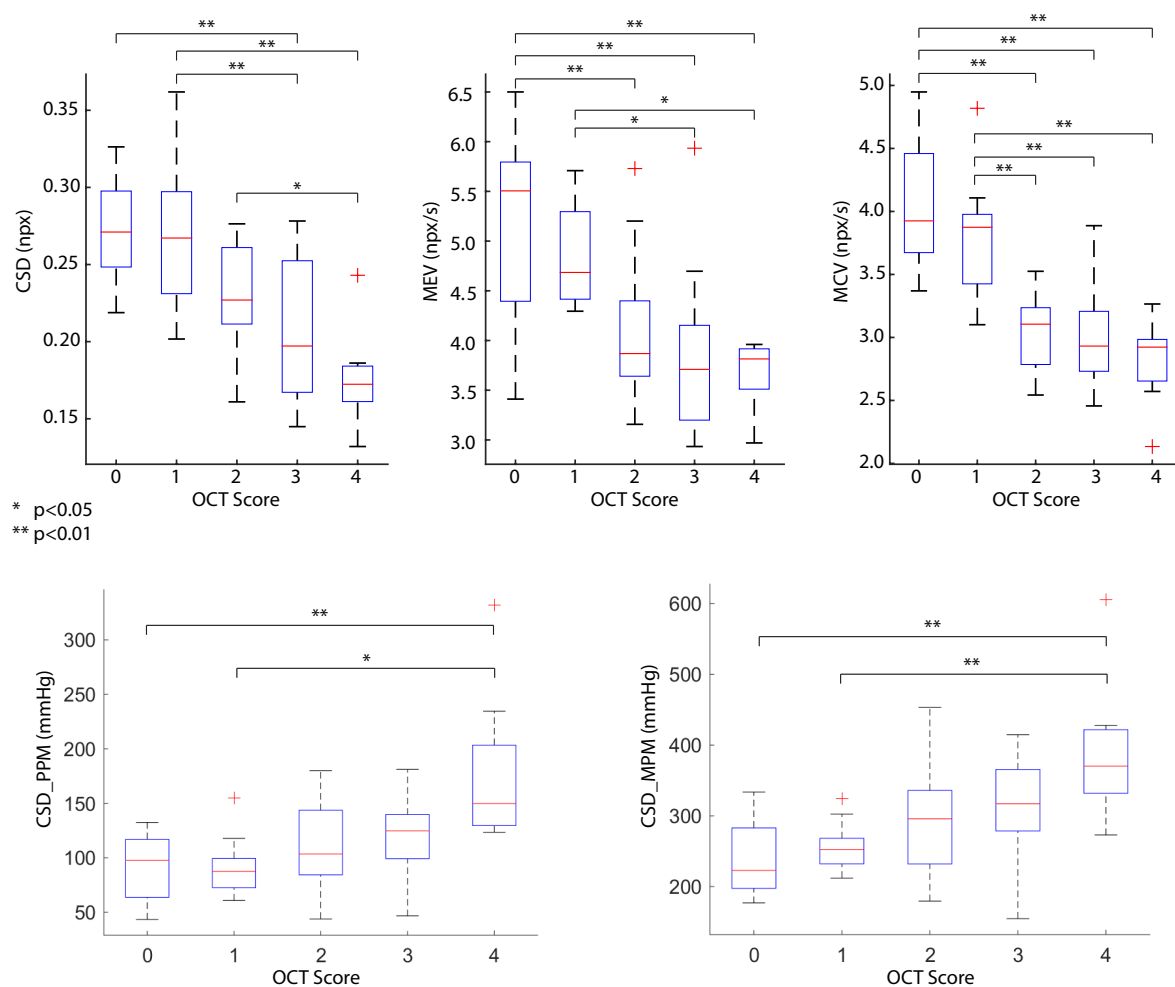 **
**
**
*
0.35
0.30
0.25
0.20
0.15
CSD (npx)
0 1 2 3 4
OCT Score
**
**
**
*
*
6.5
6.0
5.5
5.0
4.5
4.0
3.5
3.0
MEV (npx/s)
0 1 2 3 4
OCT Score
**
**
**
**
**
**
5.0
4.5
4.0
3.5
3.0
2.5
2.0
MCV (npx/s)
0 1 2 3 4
OCT Score
* p<0.05
** p<0.01
**
*
300
250
200
150
100
50
CSD_PPM (mmHg)
0 1 2 3 4
OCT Score
**
**
600
500
400
300
200
CSD_MPM (mmHg)
0 1 2 3 4
OCT Score